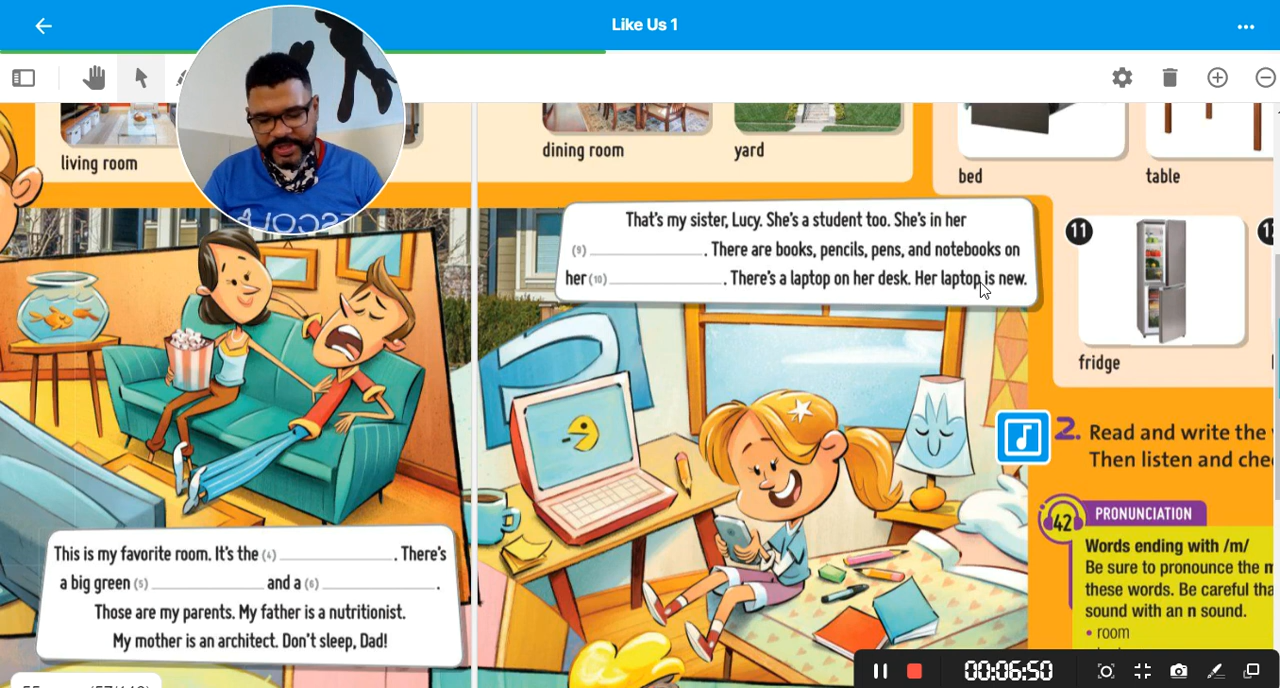 Like Us 1
living room
dining room
yard
bed
table
That's my sister, Lucy. She's a student too. She's in her
(9) ____________. There are books, pencils, pens, and notebooks on
her (10) ____________. There's a laptop on her desk. Her laptop is new.
11
fridge
2. Read and write the
Then listen and
42 PRONUNCIATION
Words ending with /m/
Be sure to pronounce the
these words. Be careful
sound with an n sound.
• room
This is my favorite room. It's the (4) ____________. There's
a big green (5) ____________ and a (6) ____________.
Those are my parents. My father is a nutritionist.
My mother is an architect. Don't sleep, Dad!
00:06:50